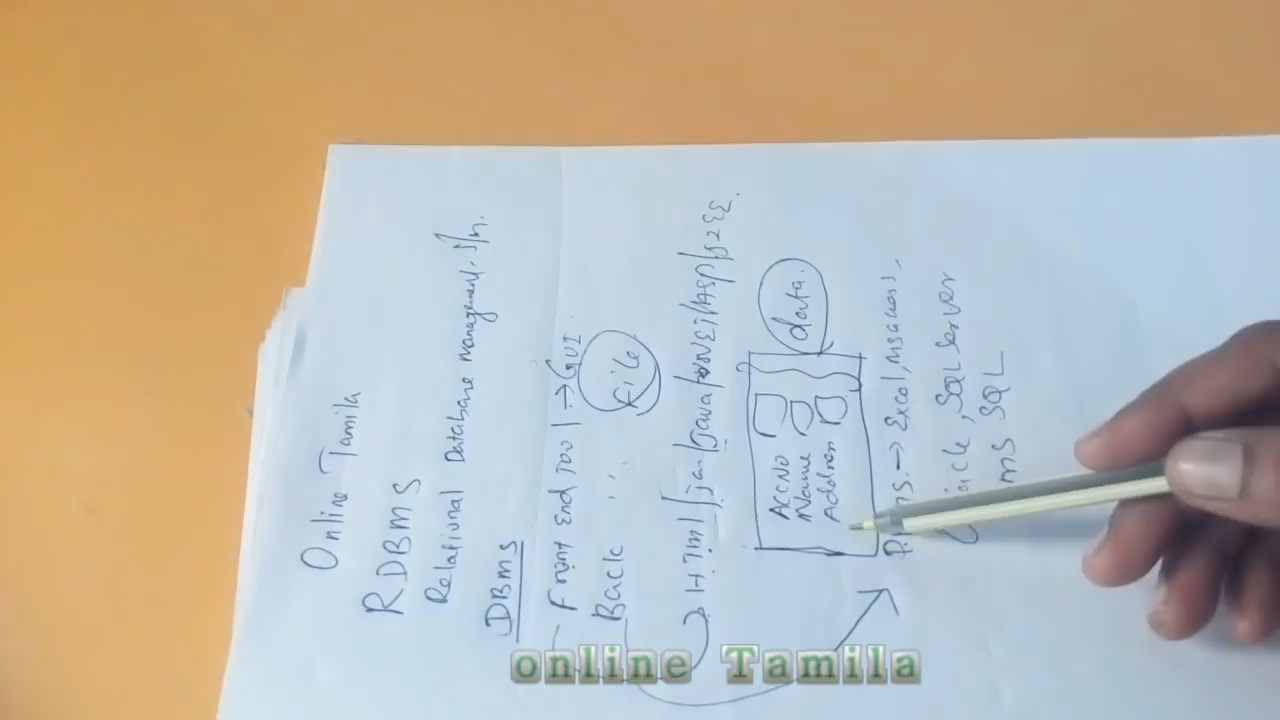 Online Tamila
RDBMS
Relational Database Management. S/n.
DBMS
Front End Tool → GUI.
Back " "
File
HTML / / Java / / ASP / J2EE.
data.
ACCNO
Name
Address
→ Excel, MSaccess,
, SQL Server
MS SQL
online Tamila